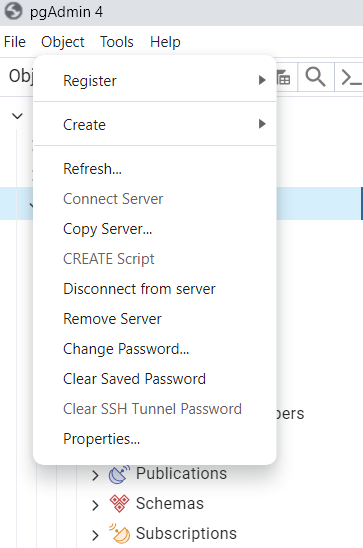 pgAdmin 4
File Object Tools Help
Obj
Register
Create
Refresh...
Connect Server
Copy Server...
CREATE Script
Disconnect from server
Remove Server
Change Password...
Clear Saved Password
Clear SSH Tunnel Password
bers
Properties...
Publications
Schemas
Subscriptions